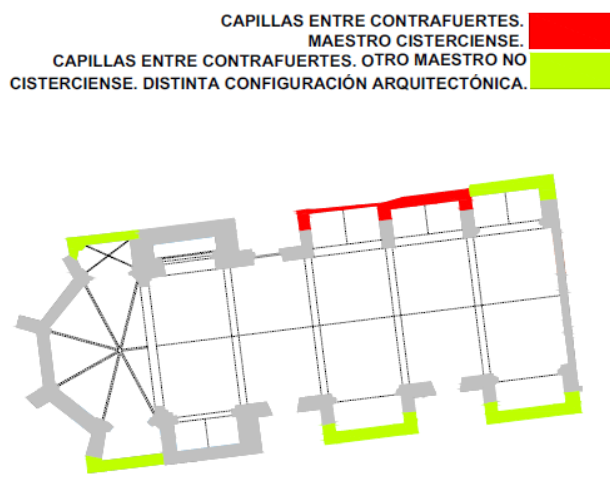 CAPILLAS ENTRE CONTRAFUERTES.
MAESTRO CISTERCIENSE.
CAPILLAS ENTRE CONTRAFUERTES. OTRO MAESTRO NO
CISTERCIENSE. DISTINTA CONFIGURACIÓN ARQUITECTÓNICA.